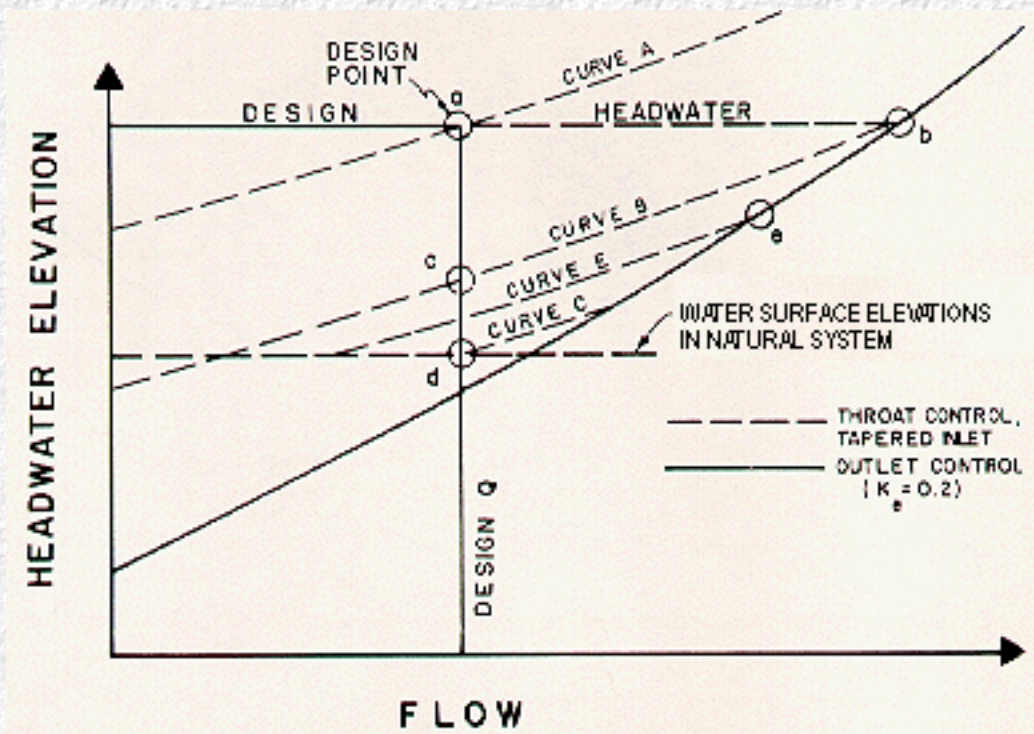 DESIGN
POINT
a
CURVE A
DESIGN
HEADWATER
b
CURVE B
e
c
CURVE E
CURVE C
WATER SURFACE ELEVATIONS
IN NATURAL SYSTEM
d
THROAT CONTROL,
TAPERED INLET
OUTLET CONTROL
(Ke = 0.2)
DESIGN Q
HEADWATER ELEVATION
FLOW